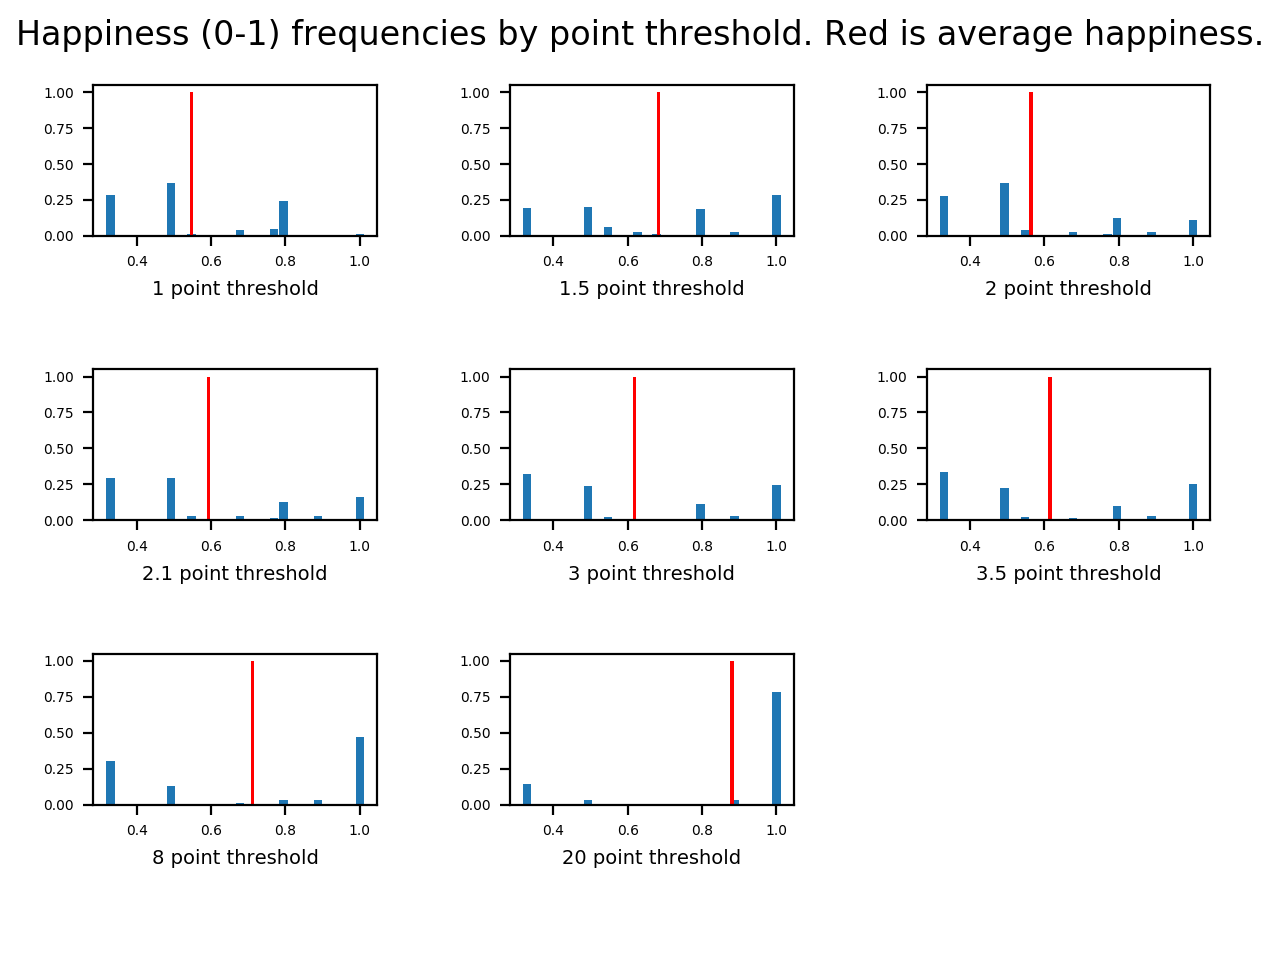 Happiness (0-1) frequencies by point threshold. Red is average happiness.
1.00 1.00 1.00
0.75 0.75 0.75
0.50 0.50 0.50
0.25 0.25 0.25
0.00 0.00 0.00
0.4 0.6 0.8 1.0 0.4 0.6 0.8 1.0 0.4 0.6 0.8 1.0
1 point threshold 1.5 point threshold 2 point threshold
1.00 1.00 1.00
0.75 0.75 0.75
0.50 0.50 0.50
0.25 0.25 0.25
0.00 0.00 0.00
0.4 0.6 0.8 1.0 0.4 0.6 0.8 1.0 0.4 0.6 0.8 1.0
2.1 point threshold 3 point threshold 3.5 point threshold
1.00 1.00
0.75 0.75
0.50 0.50
0.25 0.25
0.00 0.00
0.4 0.6 0.8 1.0 0.4 0.6 0.8 1.0
8 point threshold 20 point threshold